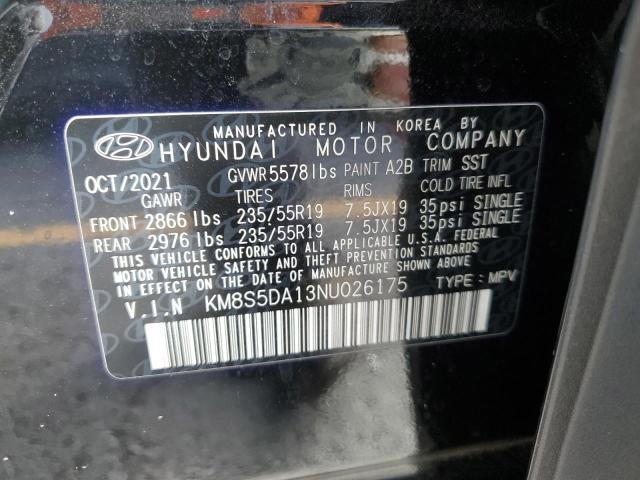 MANUFACTURED IN KOREA BY
HYUNDAI MOTOR COMPANY
OCT/2021 GVWR 5578 lbs PAINT A2B TRIM SST
GAWR TIRES RIMS COLD TIRE INFL
FRONT 2866 lbs 235/55R19 7.5JX19 35psi SINGLE
REAR 2976 lbs 235/55R19 7.5JX19 35psi SINGLE
THIS VEHICLE CONFORMS TO ALL APPLICABLE U.S.A. FEDERAL
MOTOR VEHICLE SAFETY AND THEFT PREVENTION STANDARDS
IN EFFECT ON THE DATE OF MANUFACTURE SHOWN ABOVE
V.I.N KM8S5DA13NU026175 TYPE : MPV